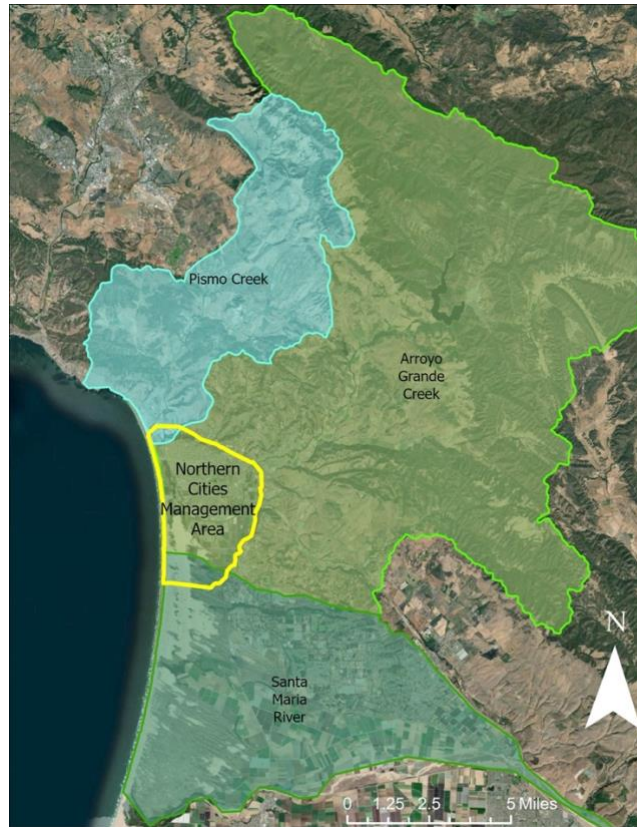 Pismo Creek
Arroyo
Grande
Creek
Northern
Cities
Management
Area
Santa
Maria
River
N
0 1.25 2.5 5 Miles